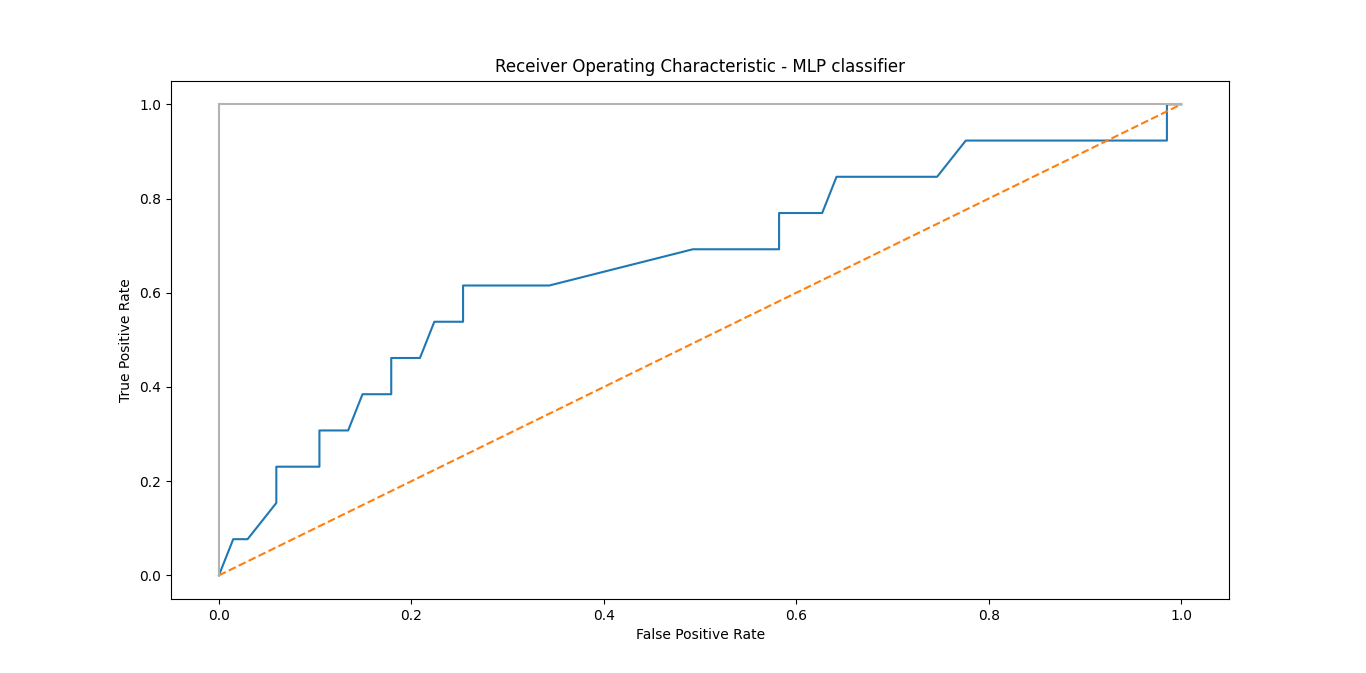 Receiver Operating Characteristic - MLP classifier
1.0
0.8
0.6
0.4
0.2
0.0
True Positive Rate
0.0 0.2 0.4 0.6 0.8 1.0
False Positive Rate